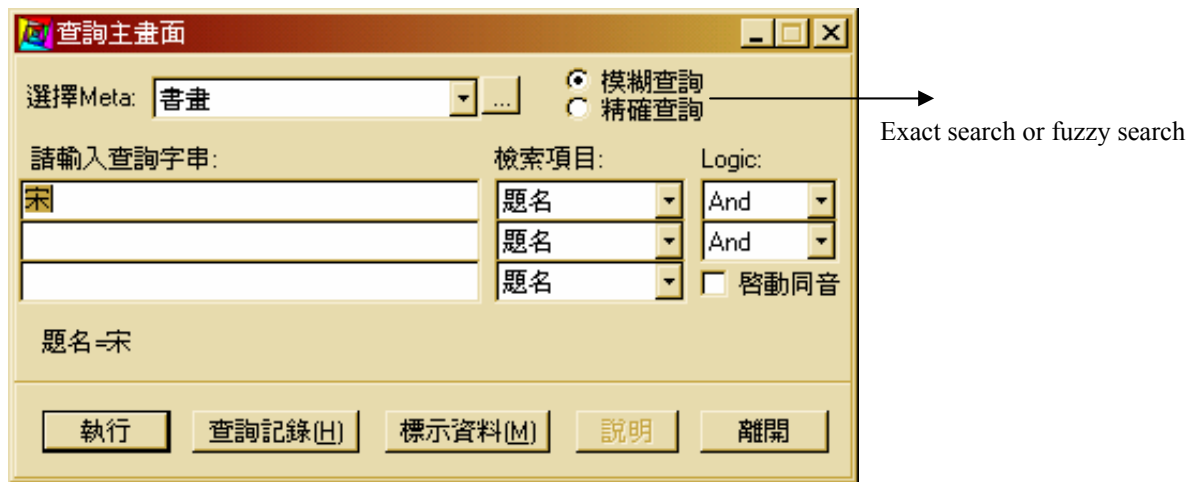 查詢主畫面
選擇Meta: 書畫 ... 模糊查詢
精確查詢
Exact search or fuzzy search
請輸入查詢字串: 檢索項目: Logic:
宋 題名 And
題名 And
題名 啓動同音
題名=宋
執行 查詢記錄(H) 標示資料(M) 説明 離開